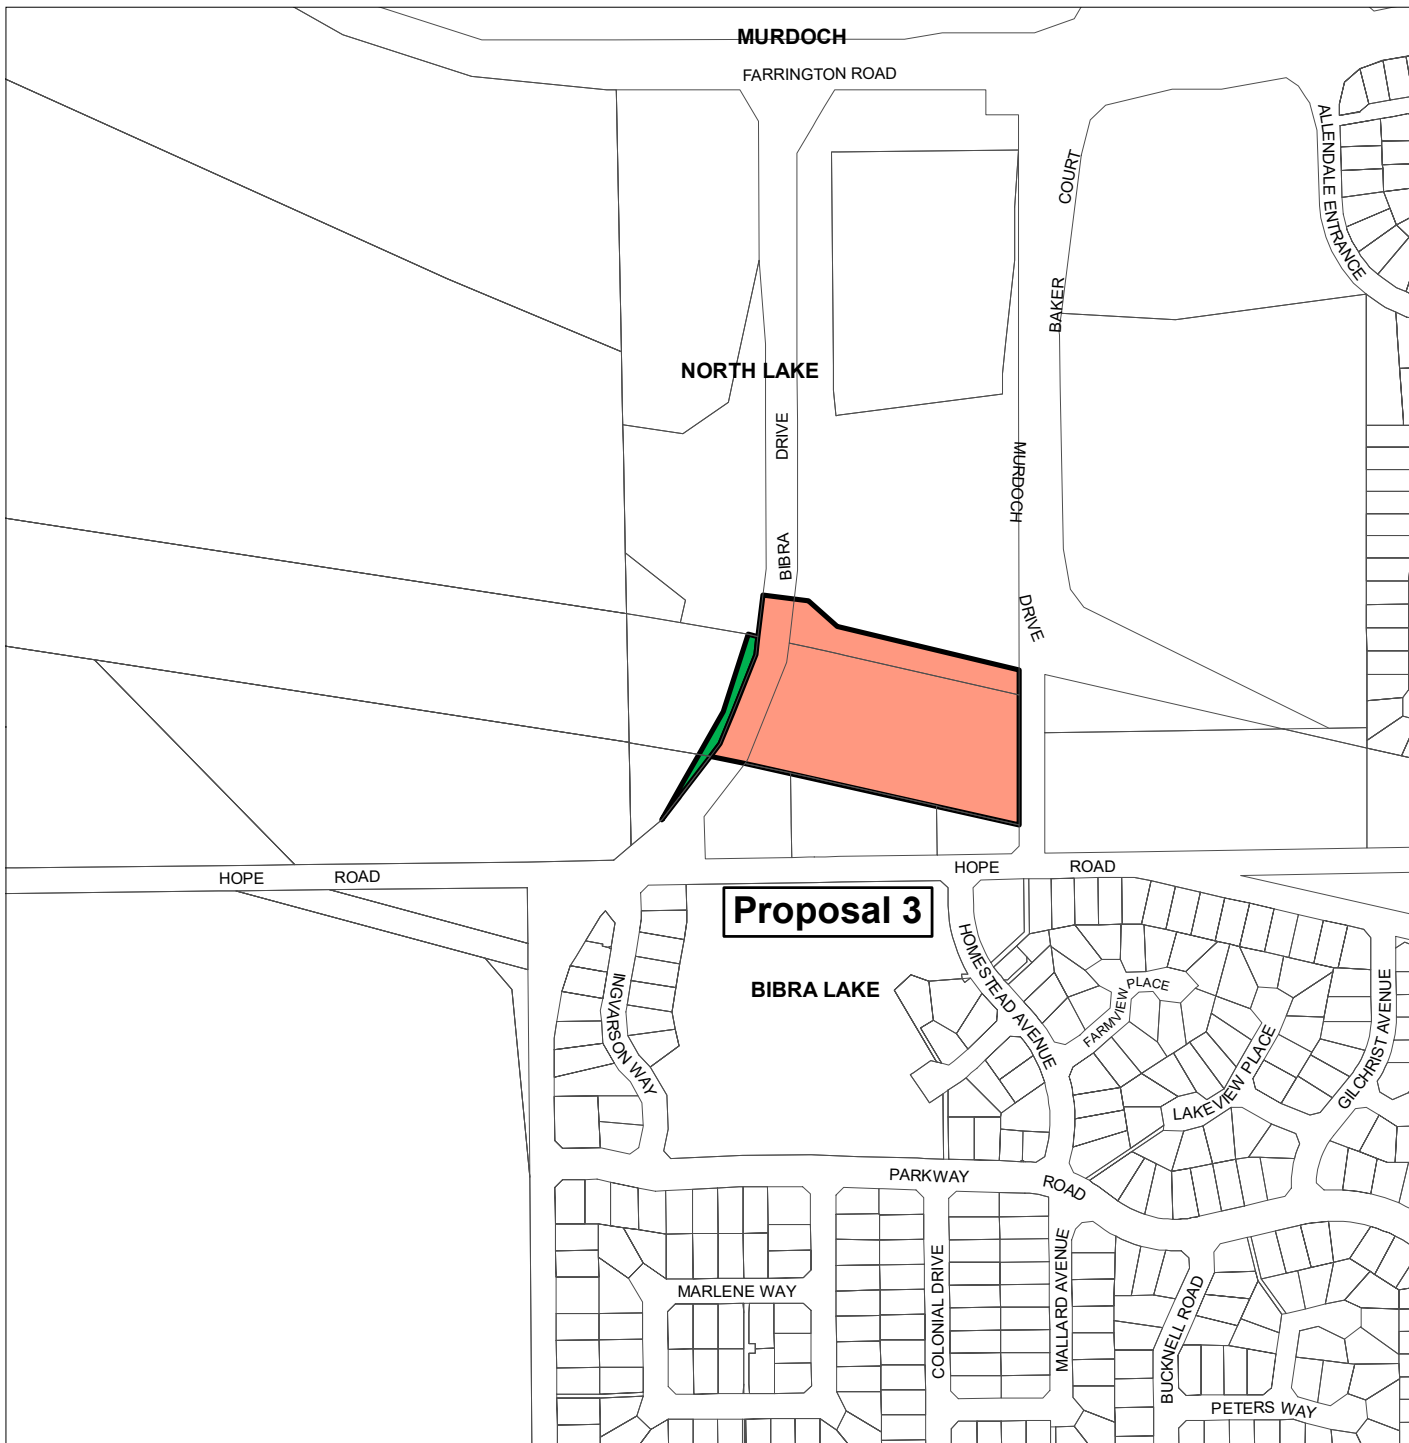 MURDOCH
FARRINGTON ROAD
ALLENDALE ENTRANCE
COURT
BAKER
NORTH LAKE
DRIVE
BIBRA
MURDOCH
DRIVE
HOPE ROAD
HOPE ROAD
Proposal 3
BIBRA LAKE
INGVARSON WAY
HOMESTEAD AVENUE
FARMVIEW PLACE
LAKEVIEW PLACE
GILCHRIST AVENUE
PARKWAY ROAD
MARLENE WAY
COLONIAL DRIVE
MALLARD AVENUE
BUCKNELL ROAD
PETERS WAY